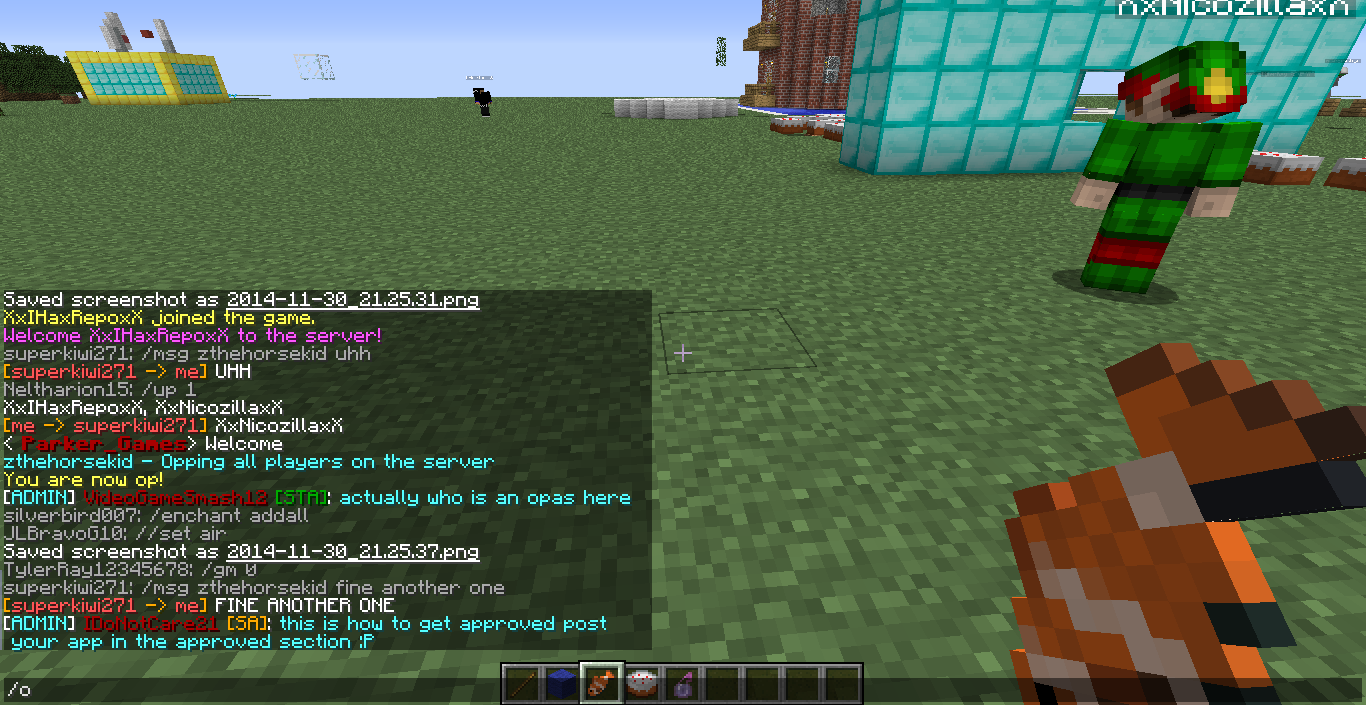 xxNicozillaxx
Saved screenshot as 2014-11-30_21.25.31.png
XxIHaxRepoxX joined the game.
Welcome XxIHaxRepoxX to the server!
superkiwi271: /msg zthehorsekid uhh
[superkiwi271 -> me] UHH
Neltharion15: /up 1
XxIHaxRepoxX, XxNicozillaxX
[me -> superkiwi271] XxNicozillaxX
< Parker_Games> Welcome
zthehorsekid - Opping all players on the server
You are now op!
[ADMIN] VideoGameSmash12 [STA]: actually who is an opas here
silverbird007: /enchant addall
JLBravoG10: //set air
Saved screenshot as 2014-11-30_21.25.37.png
TylerRay12345678: /gm 0
superkiwi271: /msg zthehorsekid fine another one
[superkiwi271 -> me] FINE ANOTHER ONE
[ADMIN] IDoNotCare21 [SA]: this is how to get approved post
your app in the approved section :P
/o